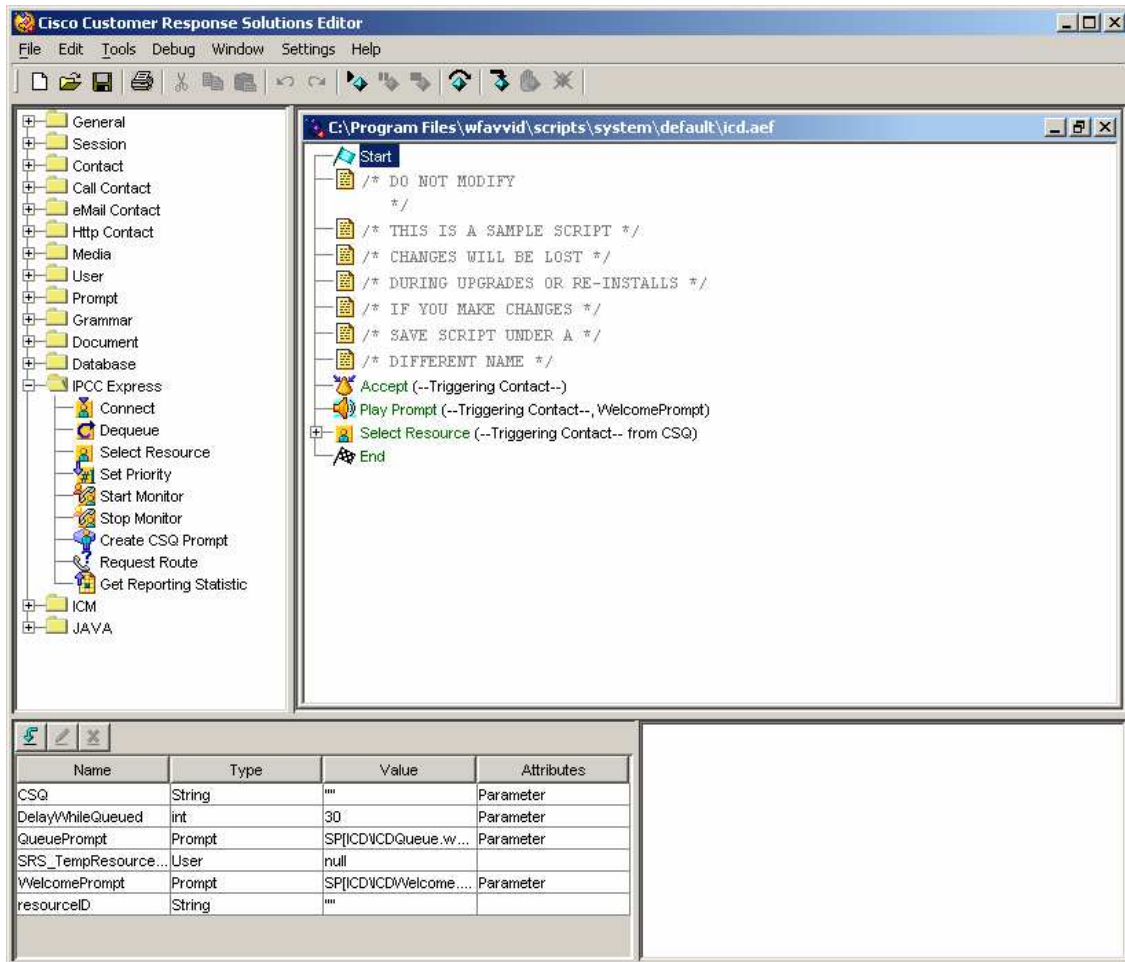 Cisco Customer Response Solutions Editor
File Edit Tools Debug Window Settings Help
General
Session
Contact
Call Contact
eMail Contact
Http Contact
Media
User
Prompt
Grammar
Document
Database
IPCC Express
Connect
Dequeue
Select Resource
Set Priority
Start Monitor
Stop Monitor
Create CSQ Prompt
Request Route
Get Reporting Statistic
ICM
JAVA
C:\Program Files\wfavvid\scripts\system\default\icd.aef
Start
/* DO NOT MODIFY
*/
/* THIS IS A SAMPLE SCRIPT */
/* CHANGES WILL BE LOST */
/* DURING UPGRADES OR RE-INSTALLS */
/* IF YOU MAKE CHANGES */
/* SAVE SCRIPT UNDER A */
/* DIFFERENT NAME */
Accept (--Triggering Contact--)
Play Prompt (--Triggering Contact--, WelcomePrompt)
Select Resource (--Triggering Contact-- from CSQ)
End
Name Type Value Attributes
CSQ String "" Parameter
DelayWhileQueued int 30 Parameter
QueuePrompt Prompt SP[ICD\ICDQueue.w... Parameter
SRS_TempResource... User null
WelcomePrompt Prompt SP[ICD\ICDWelcome.... Parameter
resourceID String ""